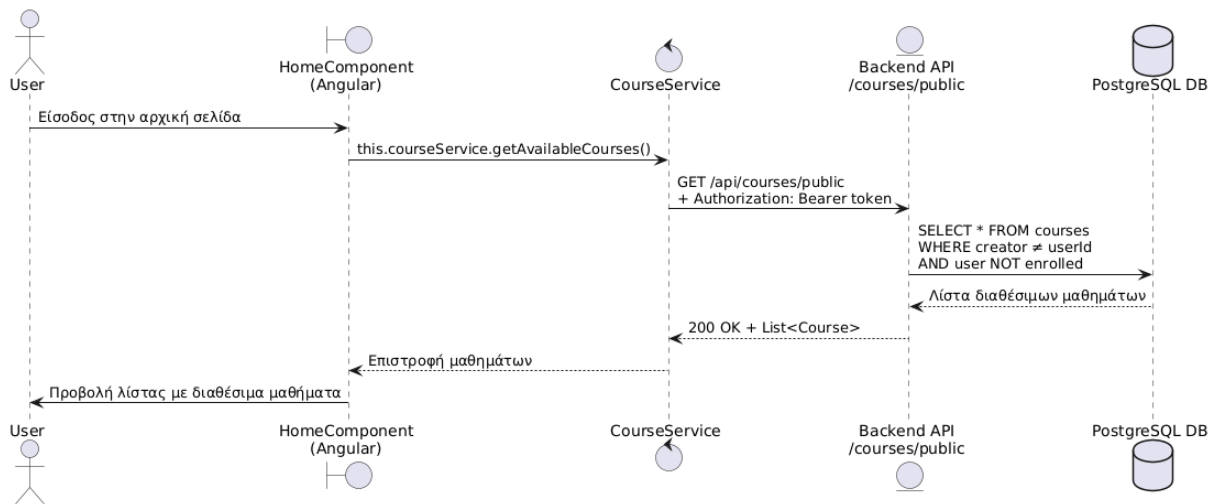 User
HomeComponent
(Angular)
CourseService
Backend API
/courses/public
PostgreSQL DB
Είσοδος στην αρχική σελίδα
this.courseService.getAvailableCourses()
GET /api/courses/public
+ Authorization: Bearer token
SELECT * FROM courses
WHERE creator ≠ userId
AND user NOT enrolled
Λίστα διαθέσιμων μαθημάτων
200 OK + List<Course>
Επιστροφή μαθημάτων
Προβολή λίστας με διαθέσιμα μαθήματα
User
HomeComponent
(Angular)
CourseService
Backend API
/courses/public
PostgreSQL DB